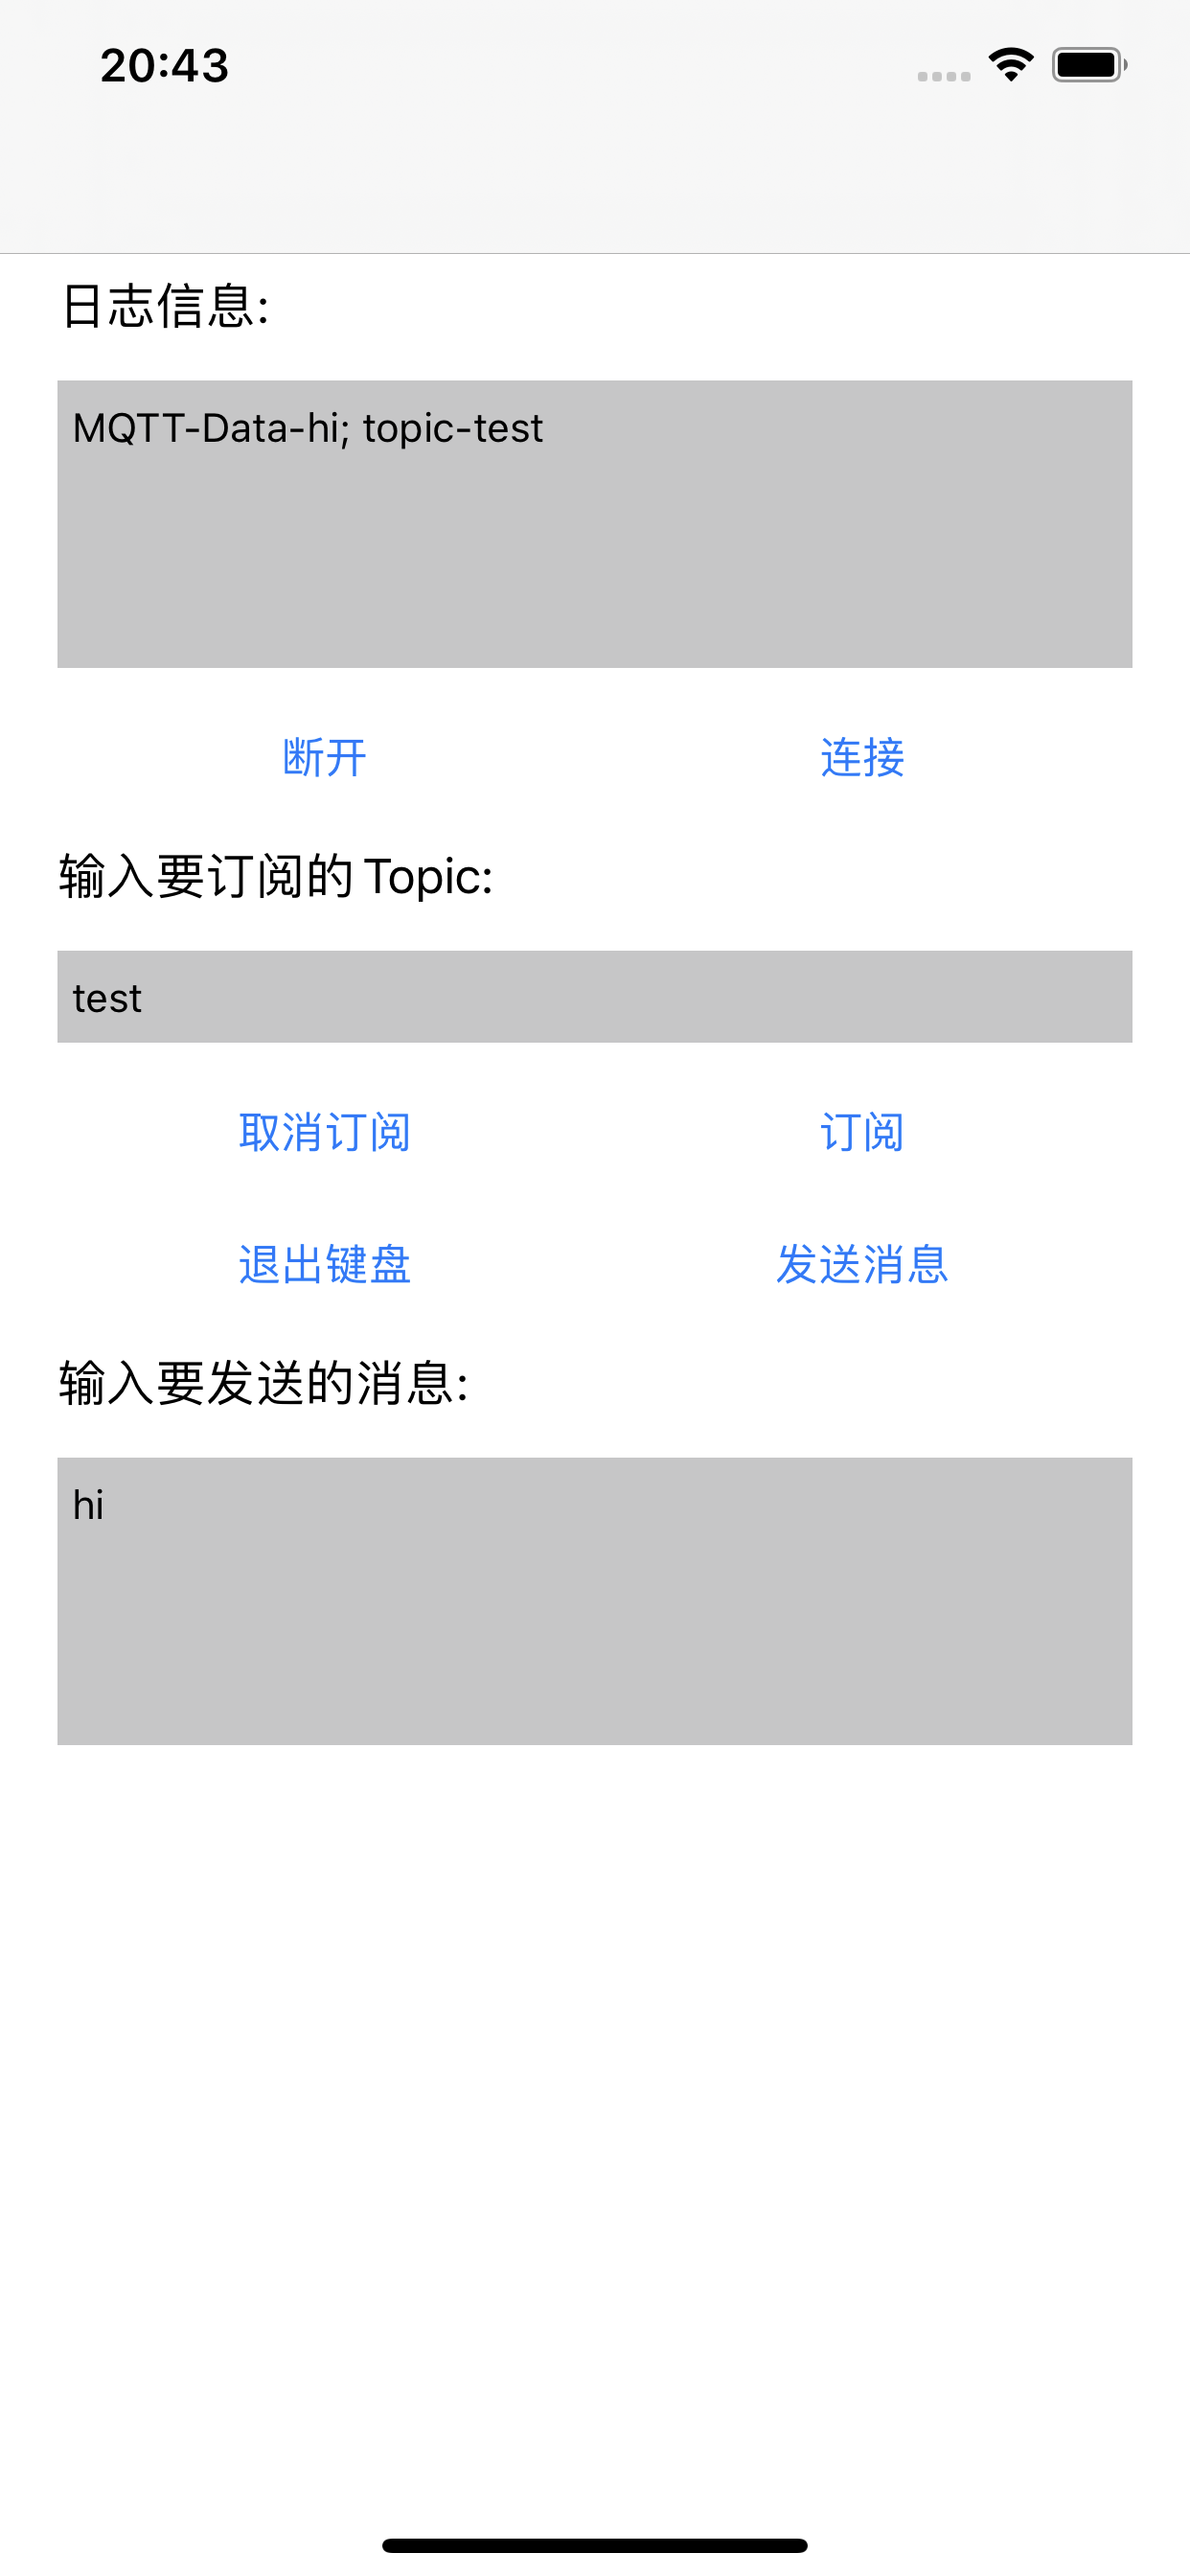 20:43
日志信息:
MQTT-Data-hi; topic-test
断开 连接
输入要订阅的 Topic:
test
取消订阅 订阅
退出键盘 发送消息
输入要发送的消息:
hi